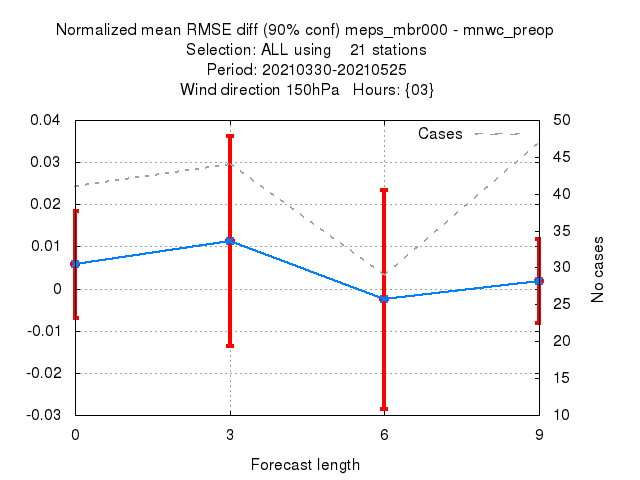 Normalized mean RMSE diff (90% conf) meps_mbr000 - mnwc_preop
Selection: ALL using    21 stations
Period: 20210330-20210525
Wind direction 150hPa   Hours: {03}
0.04
0.03
0.02
0.01
0
-0.01
-0.02
-0.03
50
45
40
35
30
25
20
15
10
Cases
No cases
0 3 6 9
Forecast length